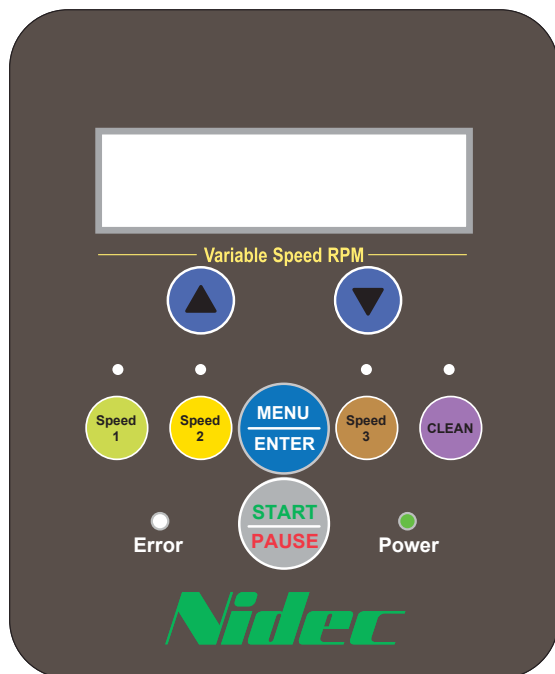 Variable Speed RPM
Speed
1
Speed
2
MENU
ENTER
Speed
3
CLEAN
START
PAUSE
Error
Power
Nidec